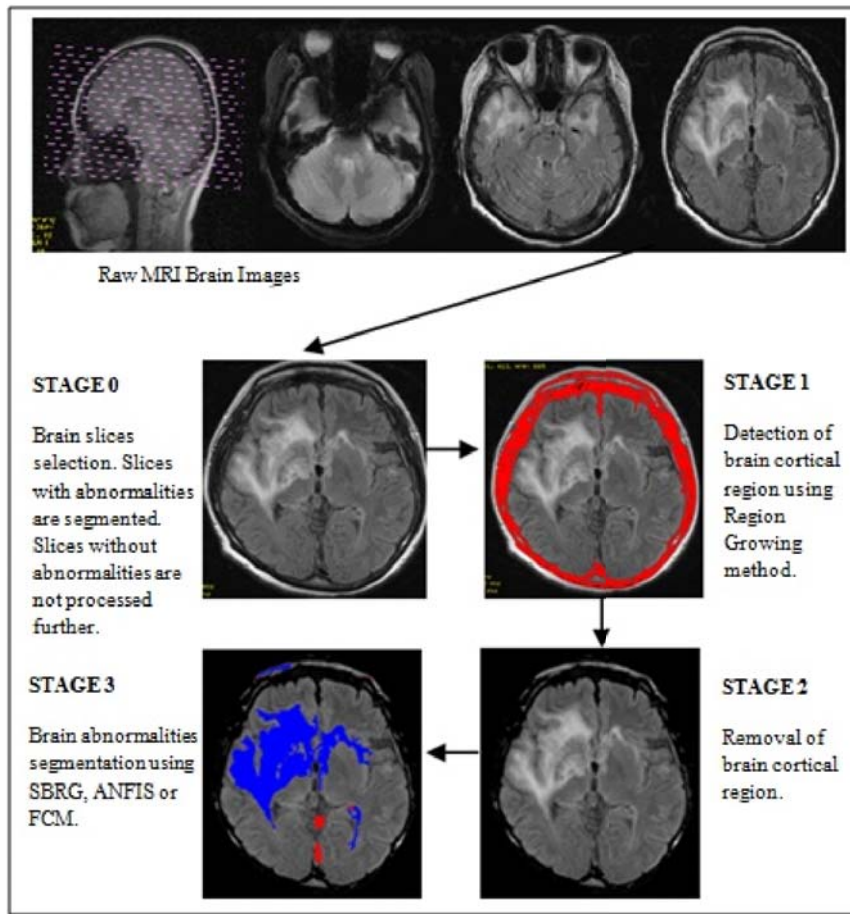 Raw MRI Brain Images
STAGE 0
Brain slices
selection. Slices
with abnormalities
are segmented.
Slices without
abnormalities are
not processed
further.
STAGE 1
Detection of
brain cortical
region using
Region
Growing
method.
STAGE 2
Removal of
brain cortical
region.
STAGE 3
Brain abnormalities
segmentation using
SBRG, ANFIS or
FCM.